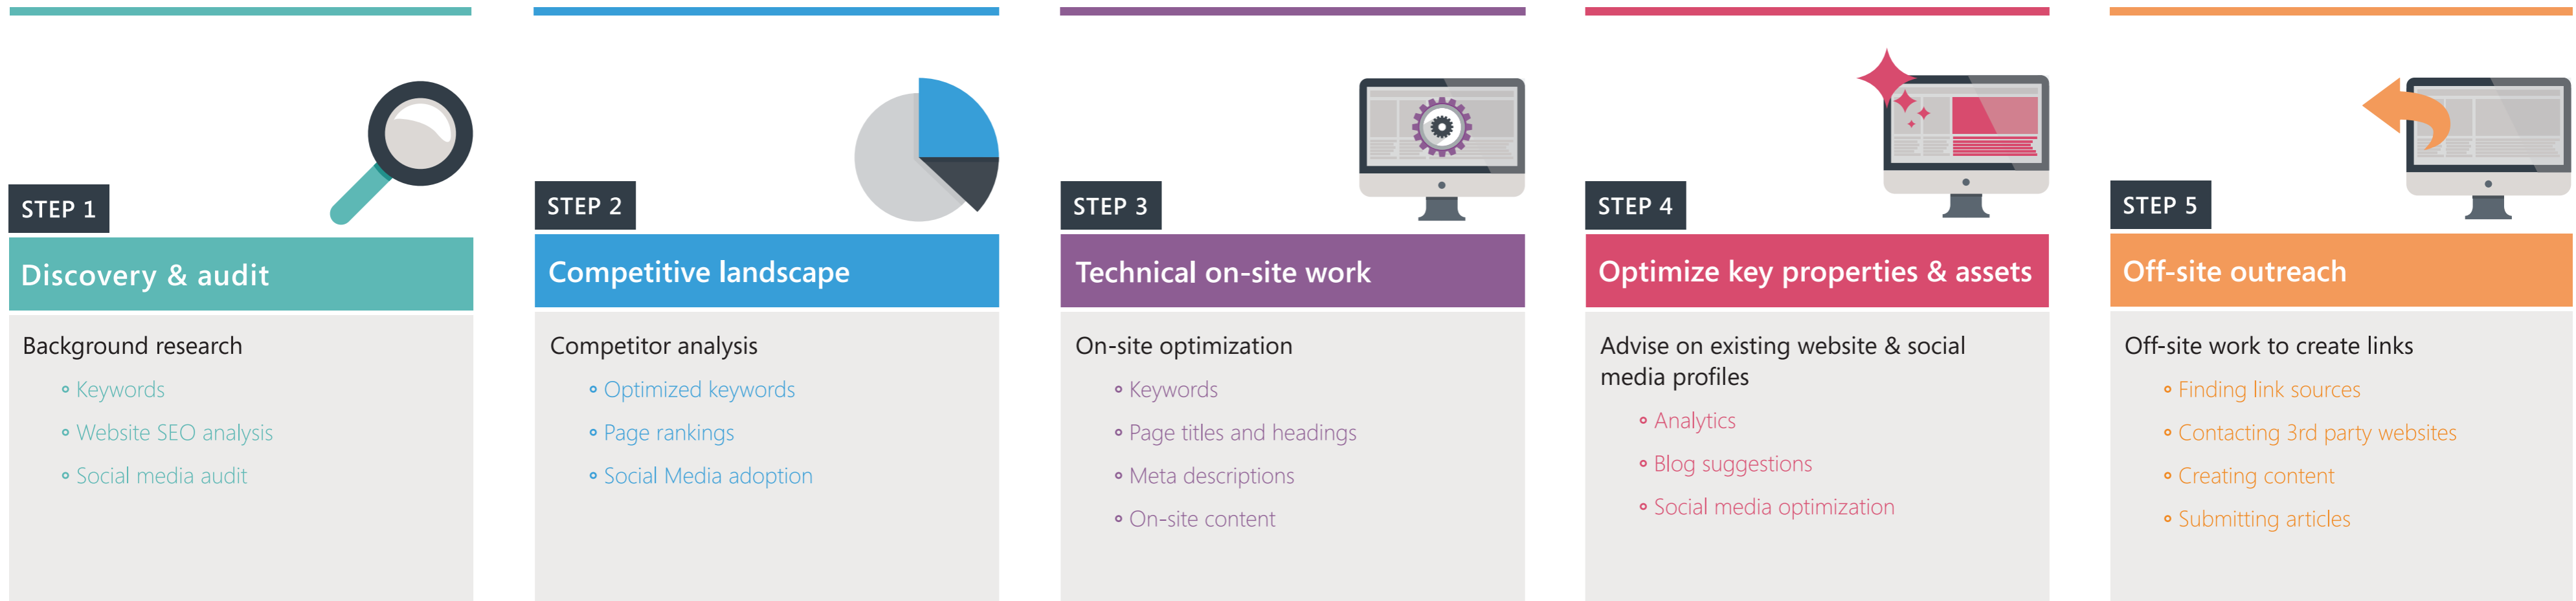 STEP 1
Discovery & audit
Background research
Keywords
Website SEO analysis
Social media audit
STEP 2
Competitive landscape
Competitor analysis
Optimized keywords
Page rankings
Social Media adoption
STEP 3
Technical on-site work
On-site optimization
Keywords
Page titles and headings
Meta descriptions
On-site content
STEP 4
Optimize key properties & assets
Advise on existing website & social
media profiles
Analytics
Blog suggestions
Social media optimization
STEP 5
Off-site outreach
Off-site work to create links
Finding link sources
Contacting 3rd party websites
Creating content
Submitting articles